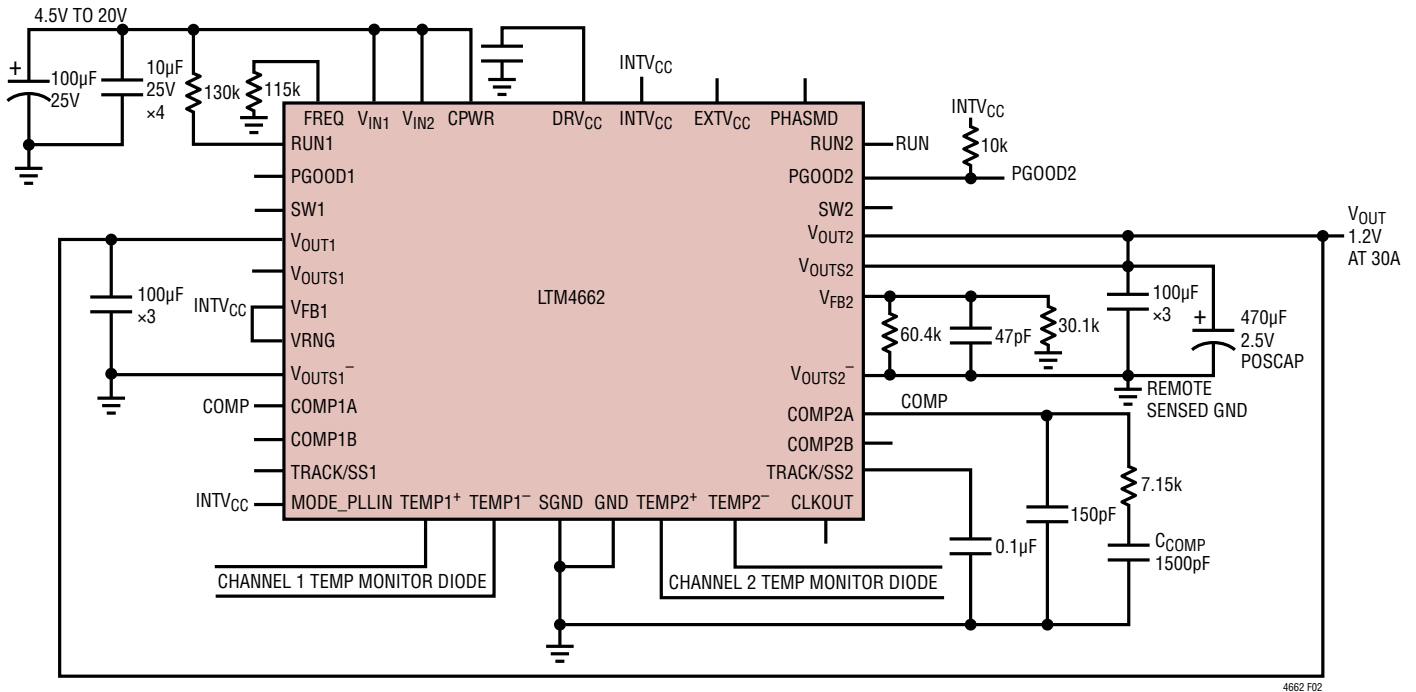 4.5V TO 20V
+
100µF
25V
10µF
25V
×4
130k
115k
INTVCC
INTVCC
10k
FREQ
VIN1
VIN2
CPWR
DRVCC
INTVCC
EXTVCC
PHASMD
RUN1
RUN2
RUN
PGOOD1
PGOOD2
PGOOD2
SW1
SW2
VOUT1
VOUT2
VOUT
1.2V
AT 30A
VOUTS1
VOUTS2
100µF
×3
INTVCC
VFB1
VRNG
LTM4662
VFB2
60.4k
47pF
30.1k
100µF
×3
+
470µF
2.5V
POSCAP
VOUTS1–
VOUTS2–
REMOTE
SENSED GND
COMP
COMP1A
COMP2A
COMP
COMP1B
COMP2B
TRACK/SS1
TRACK/SS2
INTVCC
MODE_PLLIN
TEMP1+
TEMP1–
SGND
GND
TEMP2+
TEMP2–
CLKOUT
7.15k
150pF
0.1µF
CCOMP
1500pF
CHANNEL 1 TEMP MONITOR DIODE
CHANNEL 2 TEMP MONITOR DIODE
4662 F02